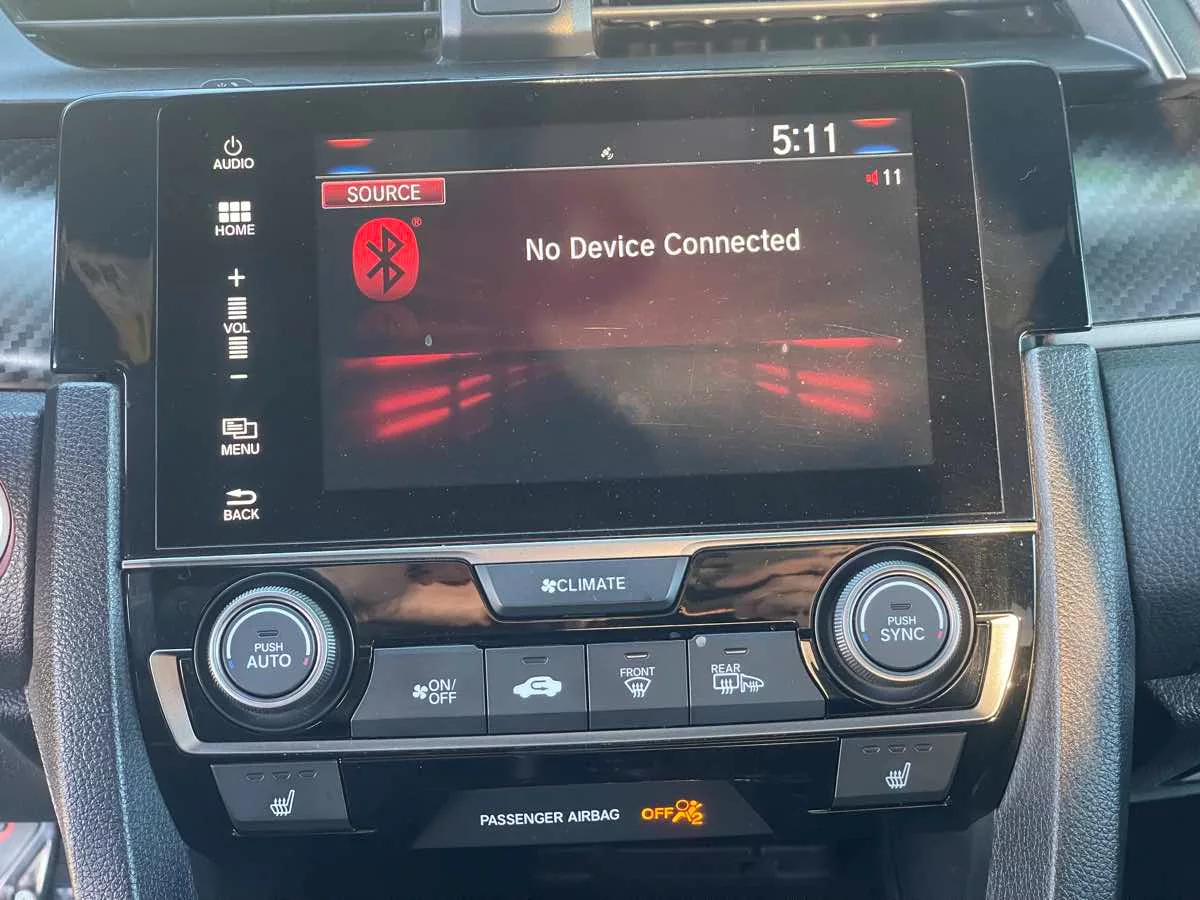 AUDIO
5:11
SOURCE
11
HOME
®
No Device Connected
+
VOL
-
MENU
BACK
CLIMATE
PUSH
AUTO
PUSH
SYNC
ON/
OFF
FRONT
REAR
PASSENGER AIRBAG OFF 2